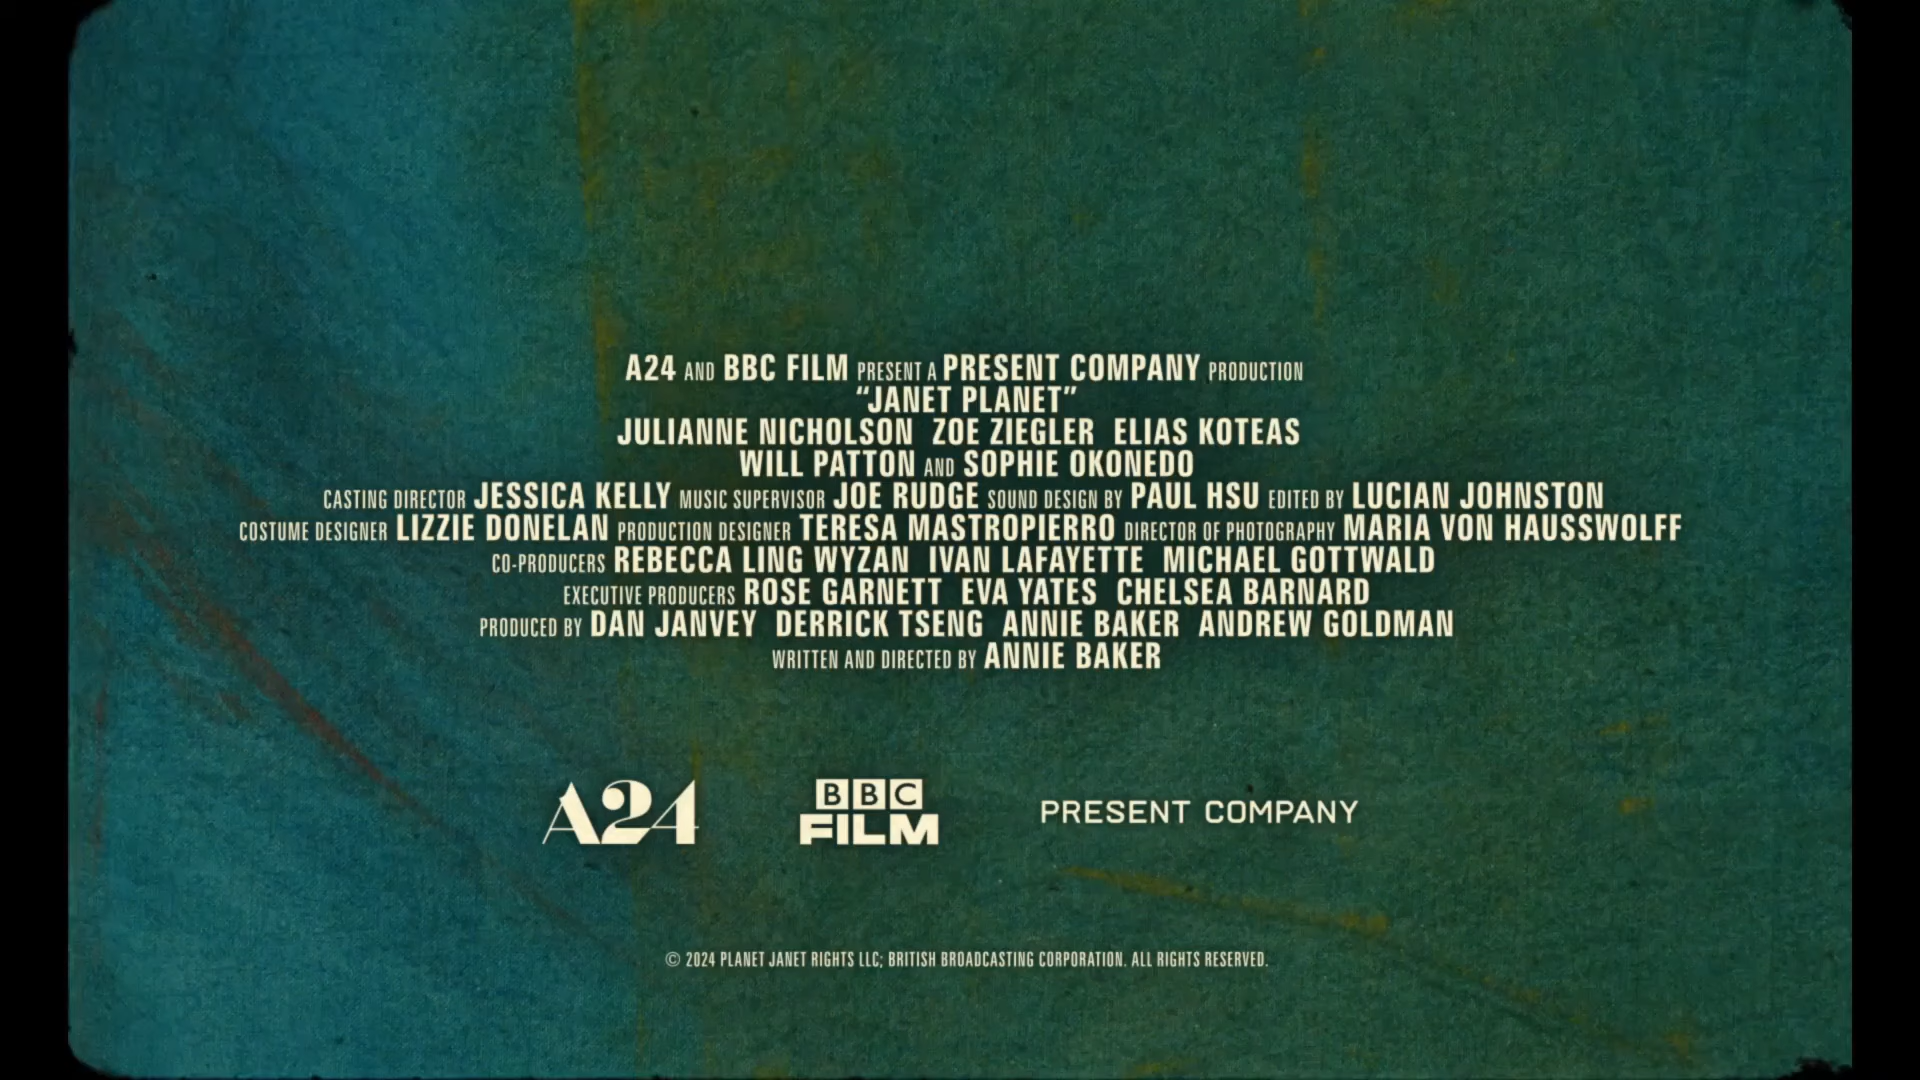 A24 AND BBC FILM PRESENT A PRESENT COMPANY PRODUCTION
“JANET PLANET”
JULIANNE NICHOLSON ZOE ZIEGLER ELIAS KOTEAS
WILL PATTON AND SOPHIE OKONEDO
CASTING DIRECTOR JESSICA KELLY MUSIC SUPERVISOR JOE RUDGE SOUND DESIGN BY PAUL HSU EDITED BY LUCIAN JOHNSTON
COSTUME DESIGNER LIZZIE DONELAN PRODUCTION DESIGNER TERESA MASTROPIERRO DIRECTOR OF PHOTOGRAPHY MARIA VON HAUSSWOLFF
CO-PRODUCERS REBECCA LING WYZAN IVAN LAFAYETTE MICHAEL GOTTWALD
EXECUTIVE PRODUCERS ROSE GARNETT EVA YATES CHELSEA BARNARD
PRODUCED BY DAN JANVEY DERRICK TSENG ANNIE BAKER ANDREW GOLDMAN
WRITTEN AND DIRECTED BY ANNIE BAKER
A24 BBC FILM PRESENT COMPANY
© 2024 PLANET JANET RIGHTS LLC; BRITISH BROADCASTING CORPORATION. ALL RIGHTS RESERVED.